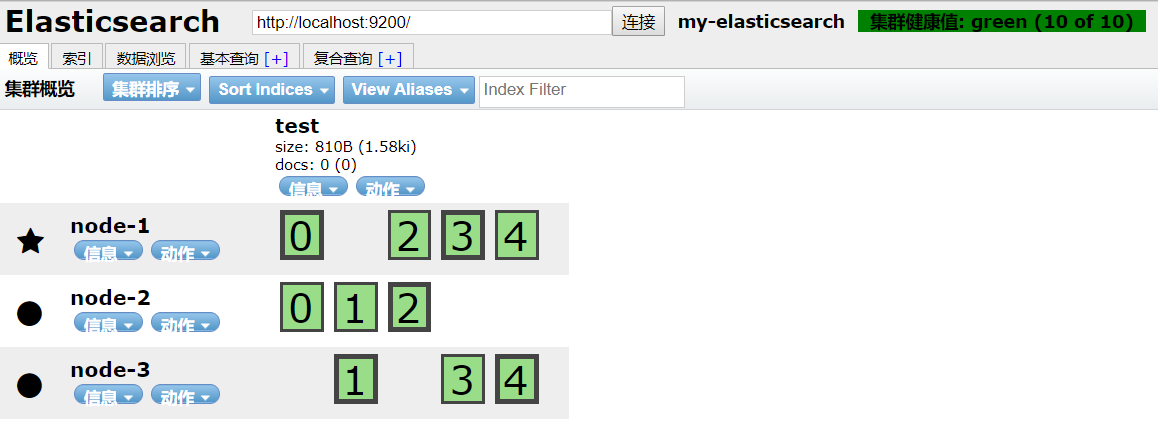 Elasticsearch http://localhost:9200/ 连接 my-elasticsearch 集群健康值: green (10 of 10)
概览 索引 数据浏览 基本查询 [+] 复合查询 [+]
集群概览 集群排序 Sort Indices View Aliases Index Filter
test
size: 810B (1.58ki)
docs: 0 (0)
信息 动作
node-1 0 2 3 4
信息 动作
node-2 0 1 2
信息 动作
node-3 1 3 4
信息 动作